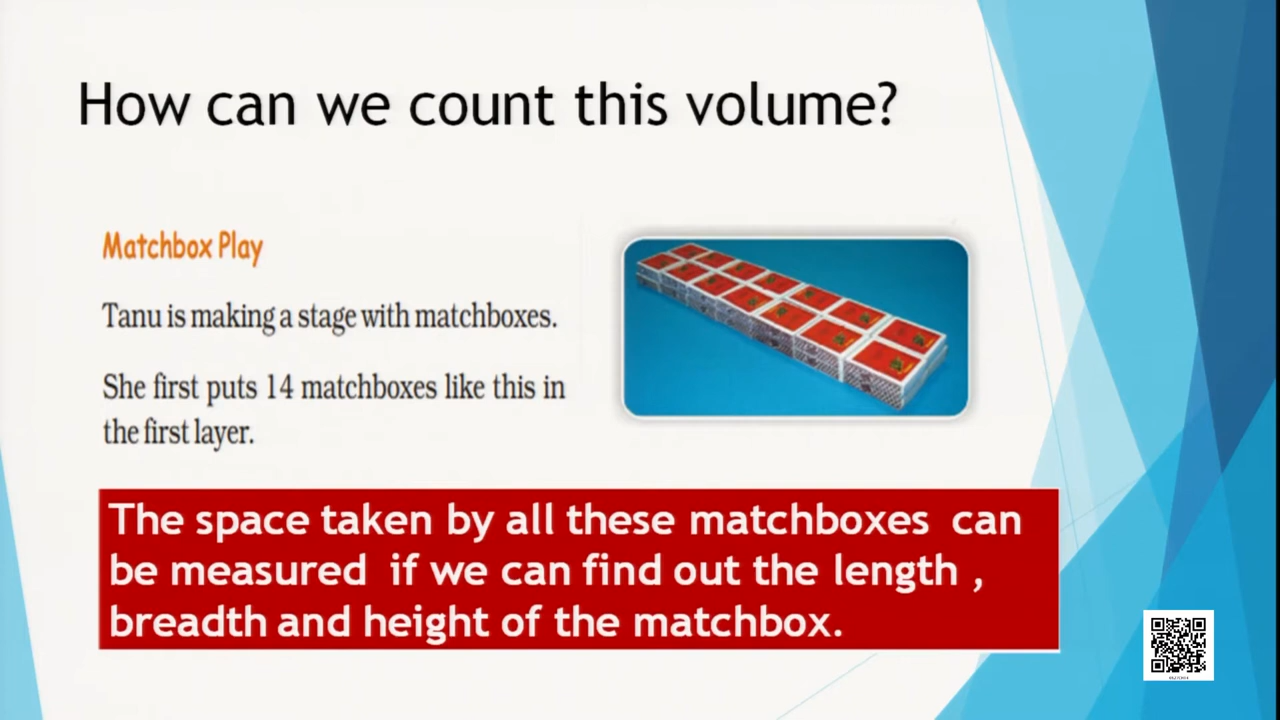 How can we count this volume?
Matchbox Play
Tanu is making a stage with matchboxes.
She first puts 14 matchboxes like this in
the first layer.
The space taken by all these matchboxes can
be measured if we can find out the length ,
breadth and height of the matchbox.